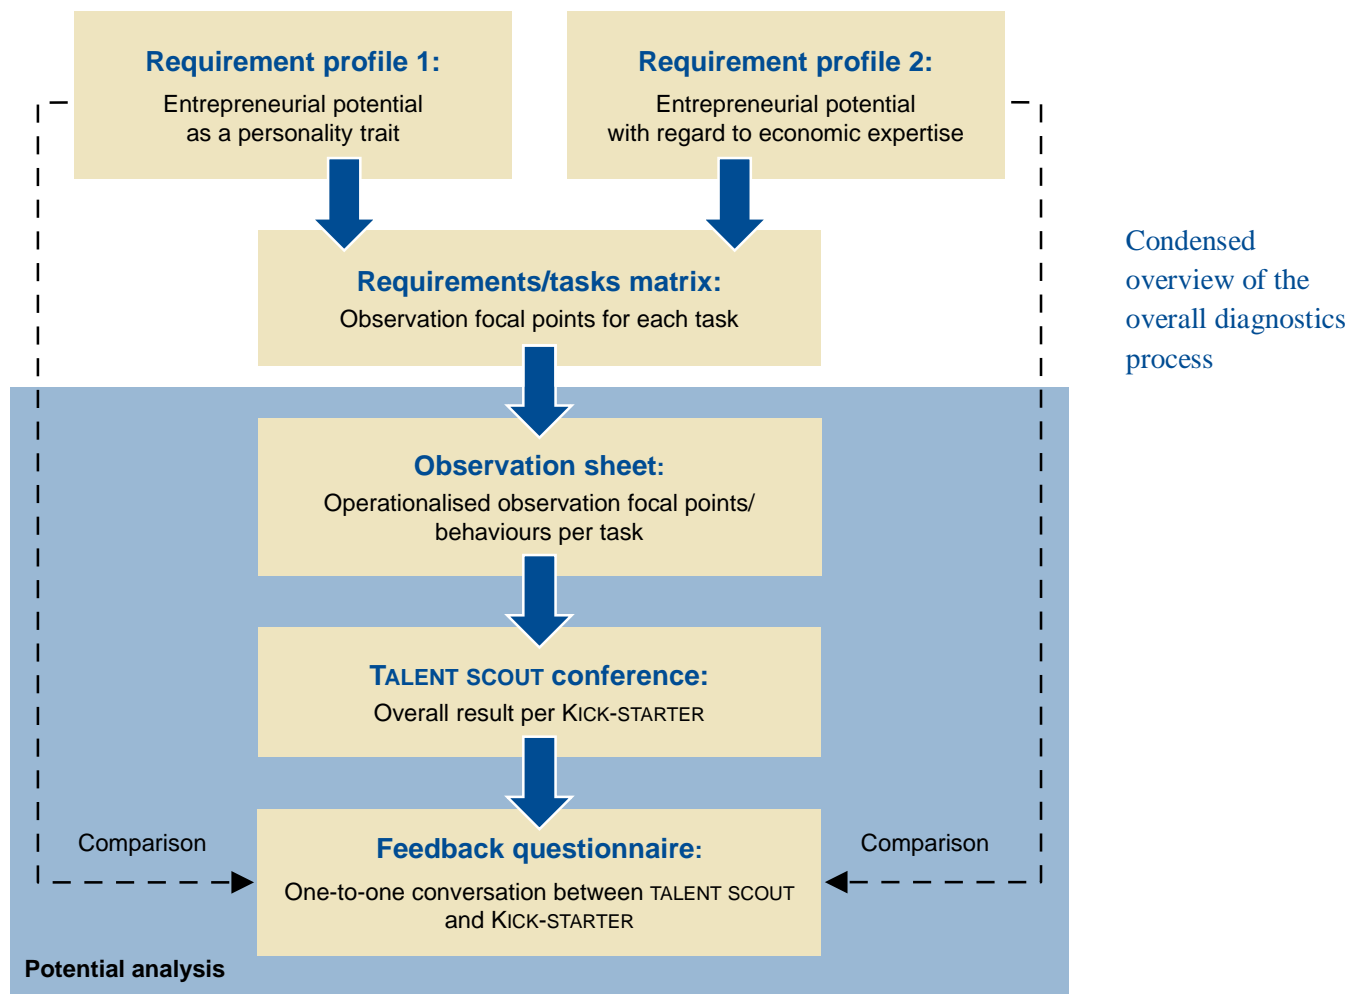 Requirement profile 1:
Entrepreneurial potential
as a personality trait
Requirement profile 2:
Entrepreneurial potential
with regard to economic expertise
Requirements/tasks matrix:
Observation focal points for each task
Condensed
overview of the
overall diagnostics
process
Observation sheet:
Operationalised observation focal points/
behaviours per task
TALENT SCOUT conference:
Overall result per KICK-STARTER
Comparison
Feedback questionnaire:
One-to-one conversation between TALENT SCOUT
and KICK-STARTER
Comparison
Potential analysis